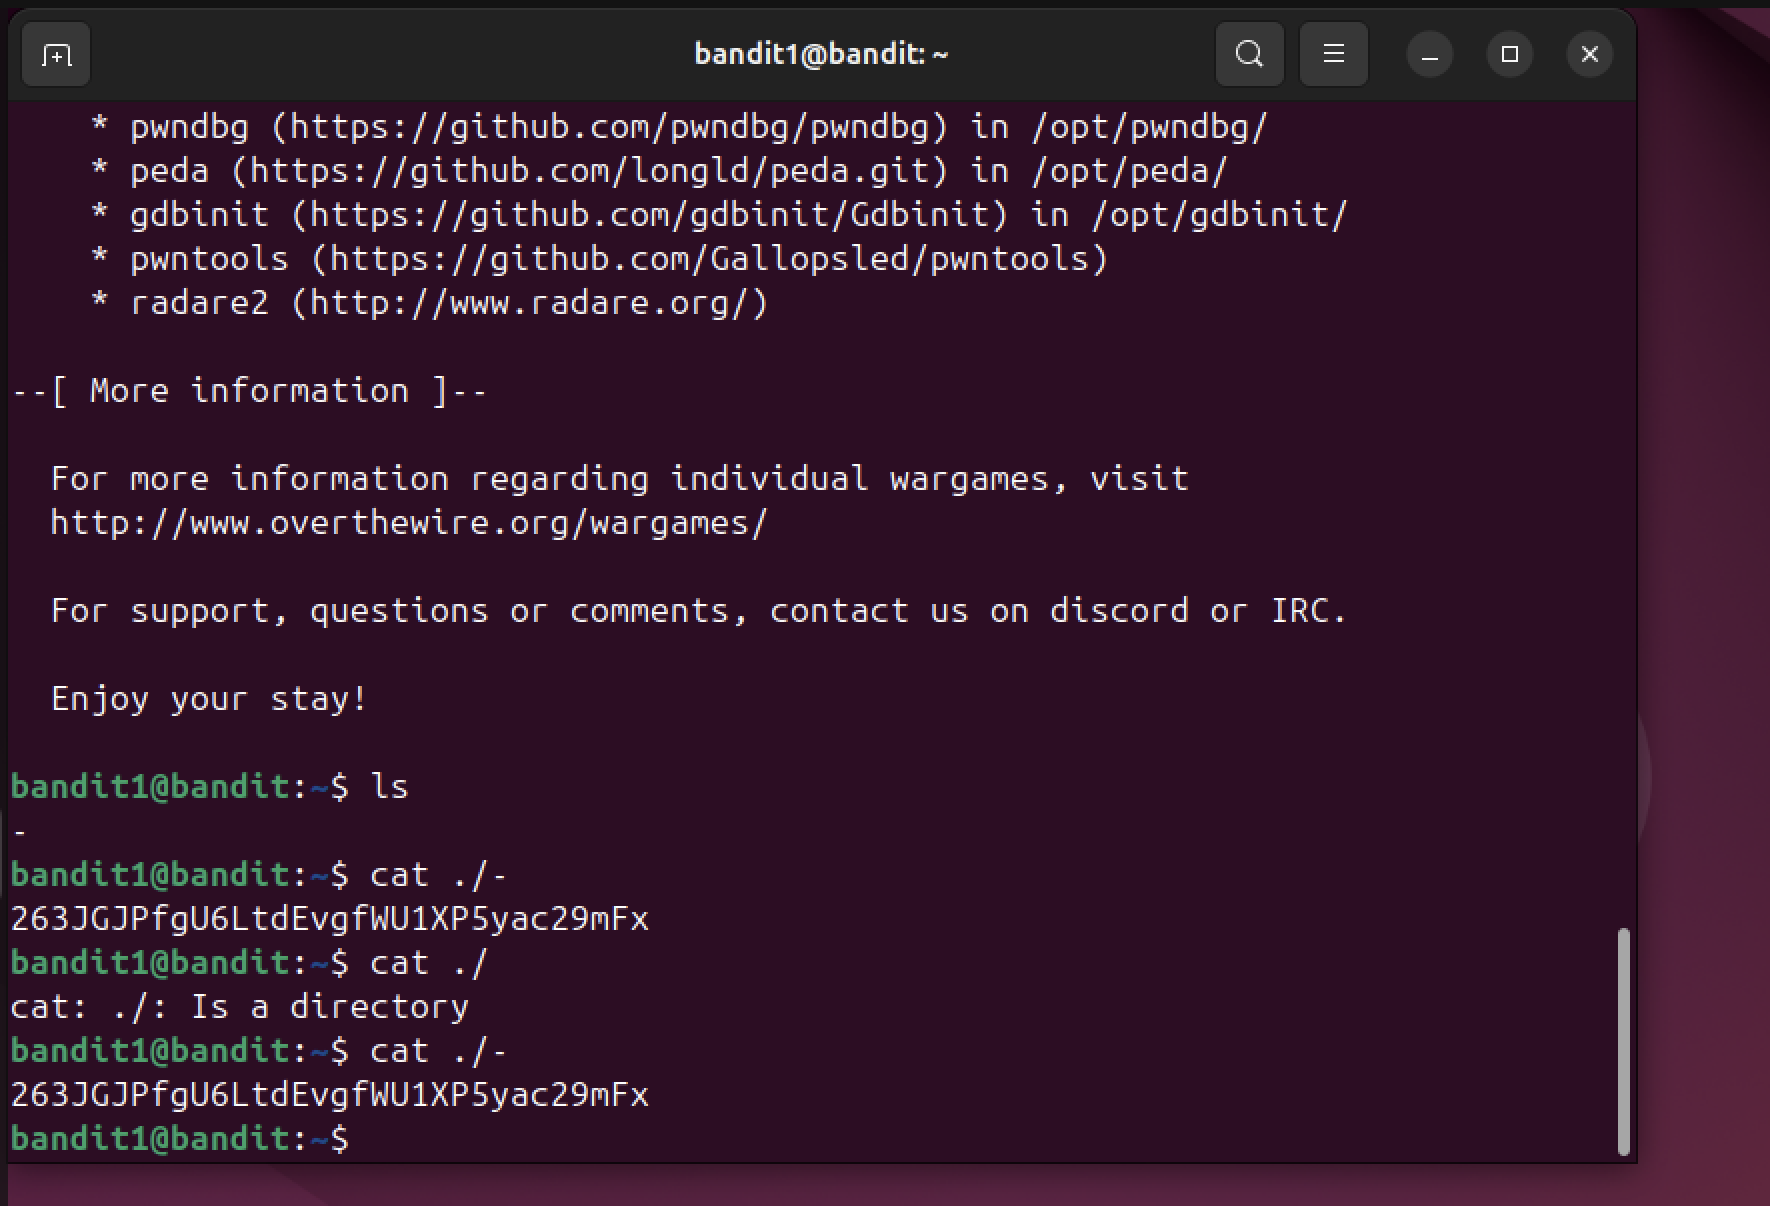 bandit1@bandit: ~
* pwndbg (https://github.com/pwndbg/pwndbg) in /opt/pwndbg/
* peda (https://github.com/longld/peda.git) in /opt/peda/
* gdbinit (https://github.com/gdbinit/Gdbinit) in /opt/gdbinit/
* pwntools (https://github.com/Gallopsled/pwntools)
* radare2 (http://www.radare.org/)
--[ More information ]--
For more information regarding individual wargames, visit
http://www.overthewire.org/wargames/
For support, questions or comments, contact us on discord or IRC.
Enjoy your stay!
bandit1@bandit:~$ ls
-
bandit1@bandit:~$ cat ./-
263JGJPfgU6LtdEvgfWU1XP5yac29mFx
bandit1@bandit:~$ cat ./
cat: ./: Is a directory
bandit1@bandit:~$ cat ./-
263JGJPfgU6LtdEvgfWU1XP5yac29mFx
bandit1@bandit:~$